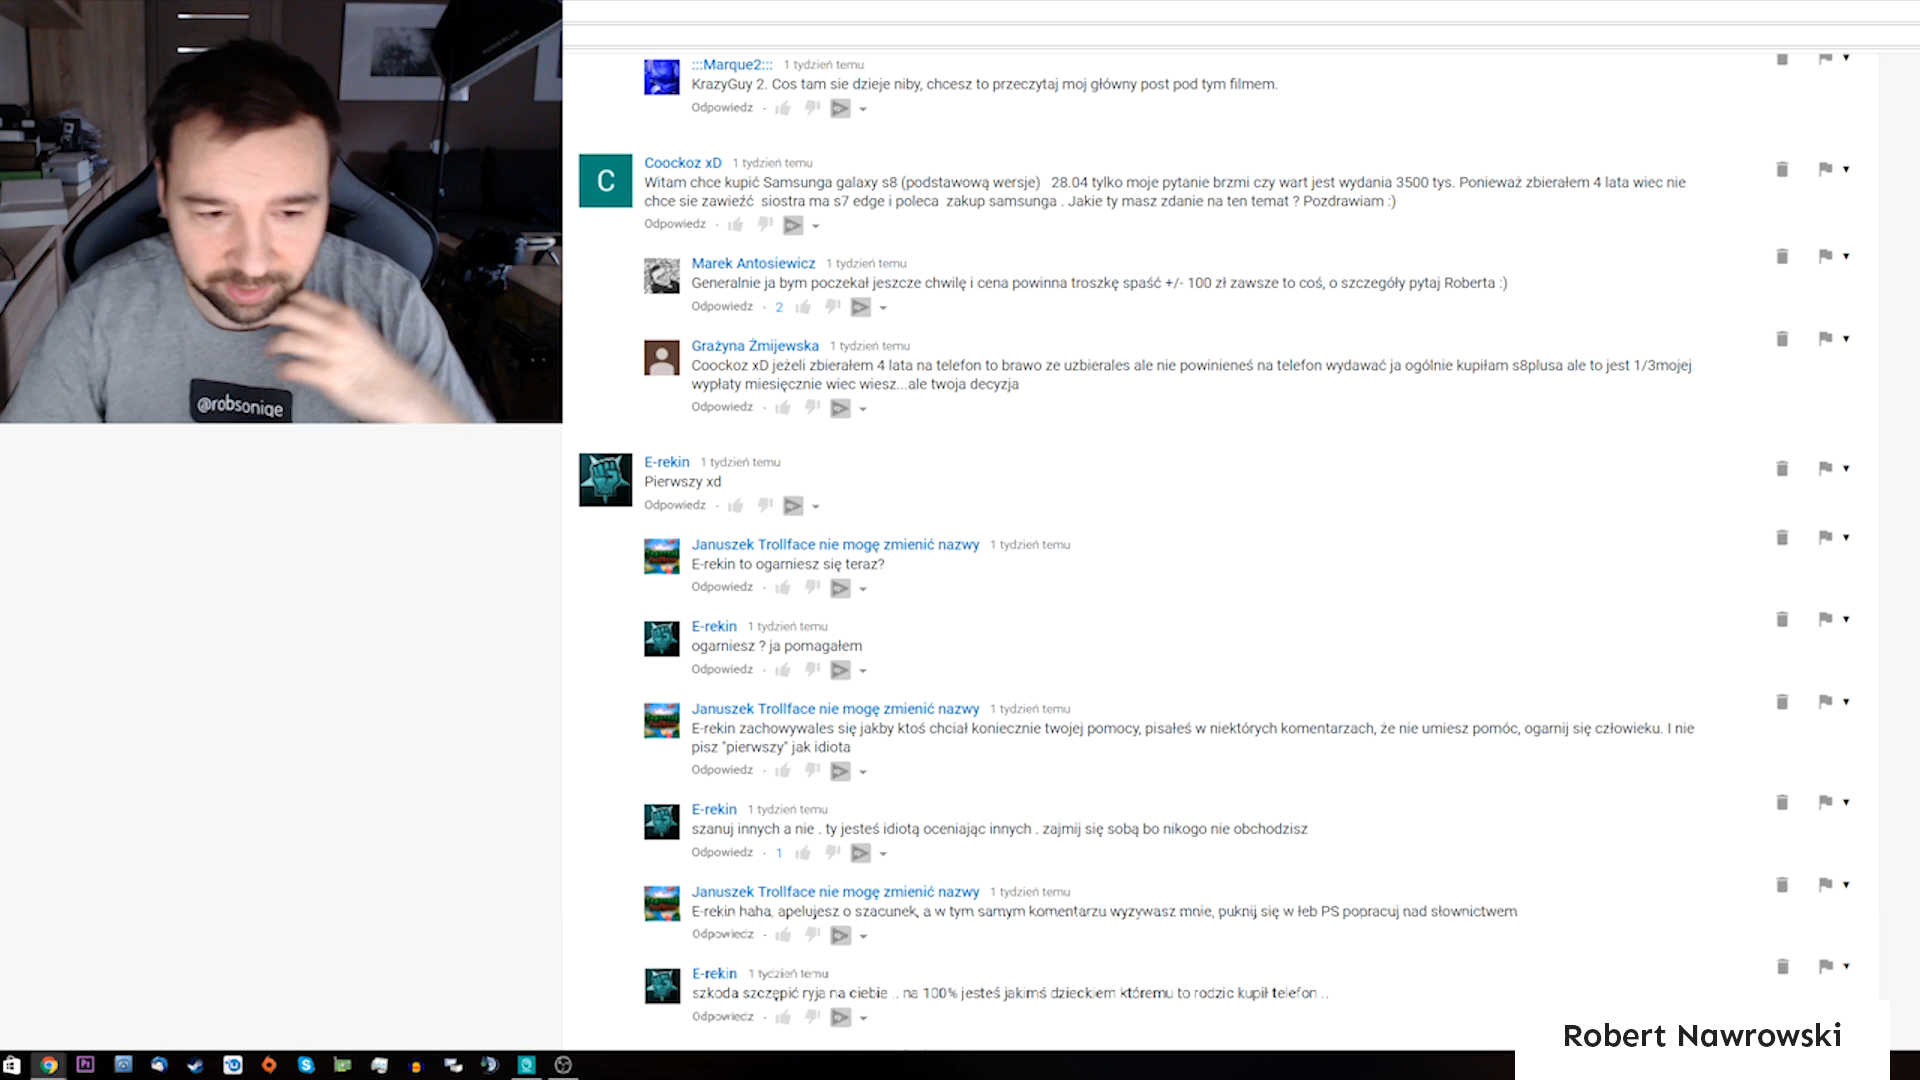 POWERLUX
@robsoniqe
:::Marque2::: 1 tydzień temu
KrazyGuy 2. Cos tam sie dzieje niby, chcesz to przeczytaj moj główny post pod tym filmem.
Odpowiedz ·
C
Coockoz xD 1 tydzień temu
Witam chce kupić Samsunga galaxy s8 (podstawową wersje) 28.04 tylko moje pytanie brzmi czy wart jest wydania 3500 tys. Ponieważ zbierałem 4 lata wiec nie
chce sie zawieźć siostra ma s7 edge i poleca zakup samsunga . Jakie ty masz zdanie na ten temat ? Pozdrawiam :)
Odpowiedz ·
Marek Antosiewicz 1 tydzień temu
Generalnie ja bym poczekał jeszcze chwilę i cena powinna troszkę spaść +/- 100 zł zawsze to coś, o szczegóły pytaj Roberta :)
Odpowiedz · 2
Grażyna Żmijewska 1 tydzień temu
Coockoz xD jeżeli zbierałem 4 lata na telefon to brawo ze uzbierales ale nie powinieneś na telefon wydawać ja ogólnie kupiłam s8plusa ale to jest 1/3mojej
wypłaty miesięcznie wiec wiesz...ale twoja decyzja
Odpowiedz ·
E-rekin 1 tydzień temu
Pierwszy xd
Odpowiedz ·
Januszek Trollface nie mogę zmienić nazwy 1 tydzień temu
E-rekin to ogarniesz się teraz?
Odpowiedz ·
E-rekin 1 tydzień temu
ogarniesz ? ja pomagałem
Odpowiedz ·
Januszek Trollface nie mogę zmienić nazwy 1 tydzień temu
E-rekin zachowywales się jakby ktoś chciał koniecznie twojej pomocy, pisałeś w niektórych komentarzach, że nie umiesz pomóc, ogarnij się człowieku. I nie
pisz "pierwszy" jak idiota
Odpowiedz ·
E-rekin 1 tydzień temu
szanuj innych a nie . ty jesteś idiotą oceniając innych . zajmij się sobą bo nikogo nie obchodzisz
Odpowiedz · 1
Januszek Trollface nie mogę zmienić nazwy 1 tydzień temu
E-rekin haha, apelujesz o szacunek, a w tym samym komentarzu wyzywasz mnie, puknij się w łeb PS popracuj nad słownictwem
Odpowiedz ·
E-rekin 1 tydzień temu
szkoda szczępić ryja na ciebie .. na 100% jesteś jakimś dzieckiem któremu to rodzic kupił telefon ..
Odpowiedz ·
Robert Nawrowski